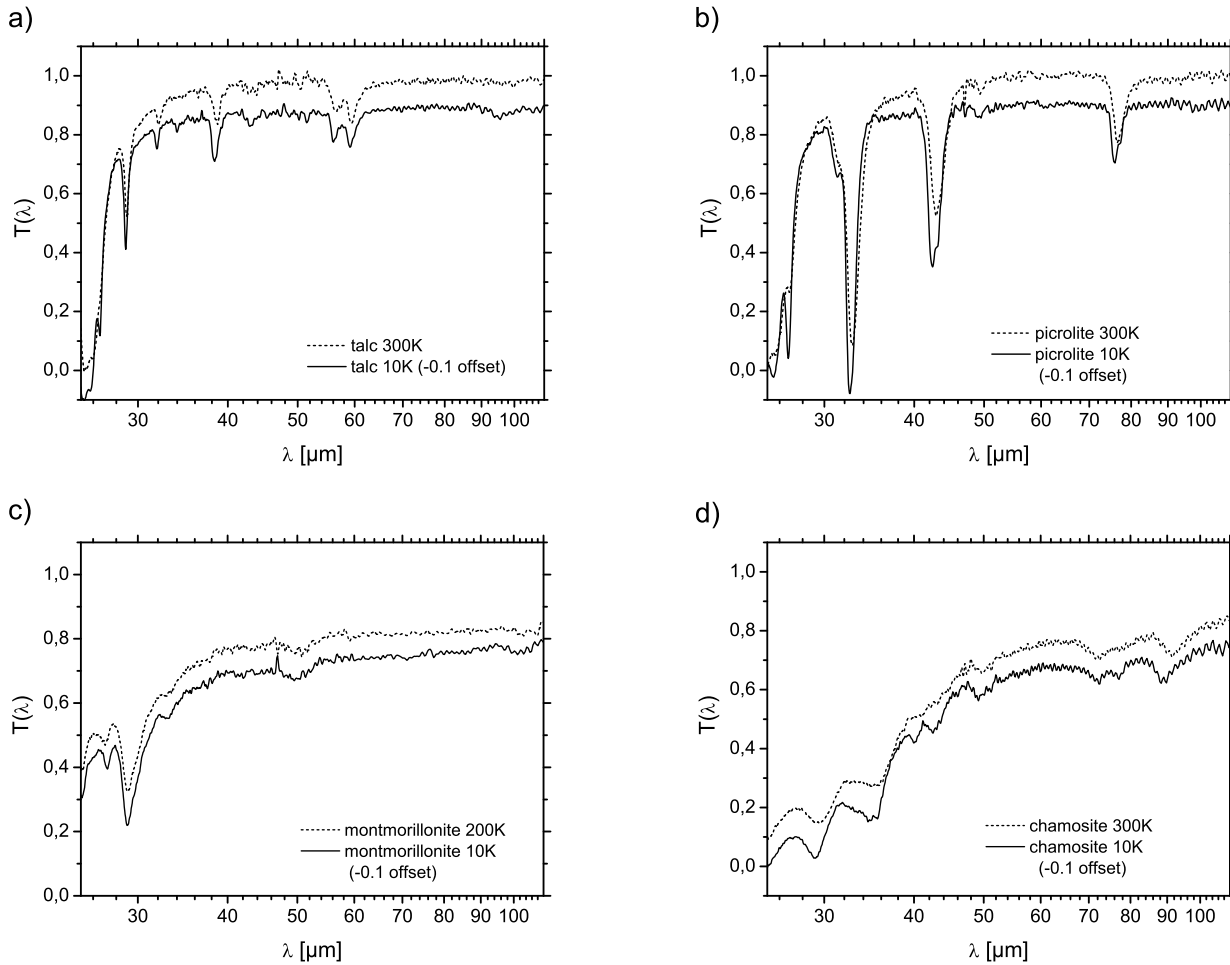 a)
1,0
0,8
0,6
0,4
0,2
0,0
T(λ)
talc 300K
talc 10K (-0.1 offset)
30 40 50 60 70 80 90 100
λ [µm]
b)
1,0
0,8
0,6
0,4
0,2
0,0
T(λ)
picrolite 300K
picrolite 10K
(-0.1 offset)
30 40 50 60 70 80 90 100
λ [µm]
c)
1,0
0,8
0,6
0,4
0,2
0,0
T(λ)
montmorillonite 200K
montmorillonite 10K
(-0.1 offset)
30 40 50 60 70 80 90 100
λ [µm]
d)
1,0
0,8
0,6
0,4
0,2
0,0
T(λ)
chamosite 300K
chamosite 10K
(-0.1 offset)
30 40 50 60 70 80 90 100
λ [µm]